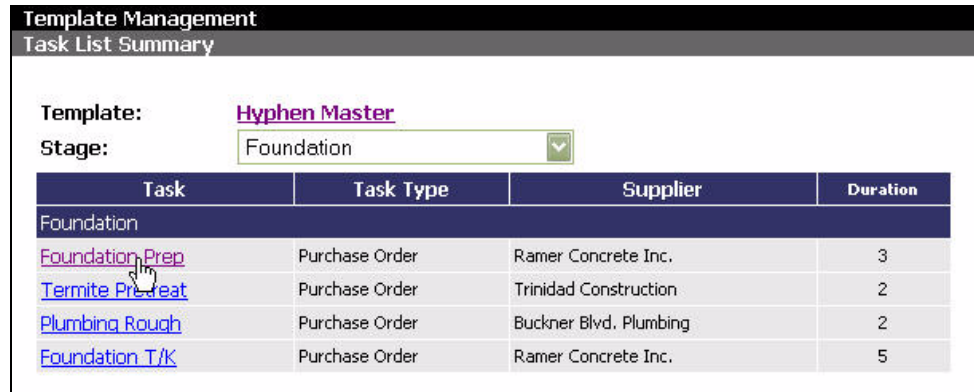 Template Management
Task List Summary
Template: Hyphen Master
Stage: Foundation
Task Task Type Supplier Duration
Foundation
Foundation Prep Purchase Order Ramer Concrete Inc. 3
Termite Pretreat Purchase Order Trinidad Construction 2
Plumbing Rough Purchase Order Buckner Blvd. Plumbing 2
Foundation T/K Purchase Order Ramer Concrete Inc. 5